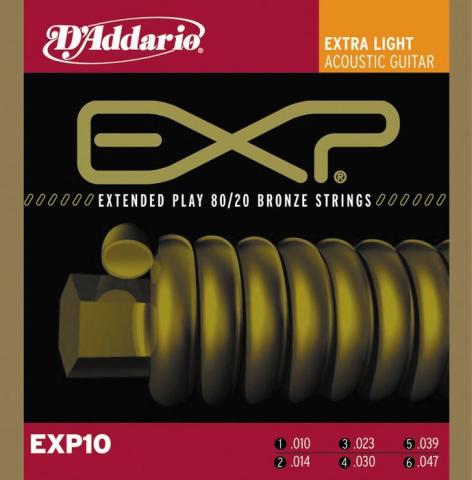 D'Addario®
EXTRA LIGHT
ACOUSTIC GUITAR
EXP®
EXTENDED PLAY 80/20 BRONZE STRINGS
EXP10
1 .010 3 .023 5 .039
2 .014 4 .030 6 .047